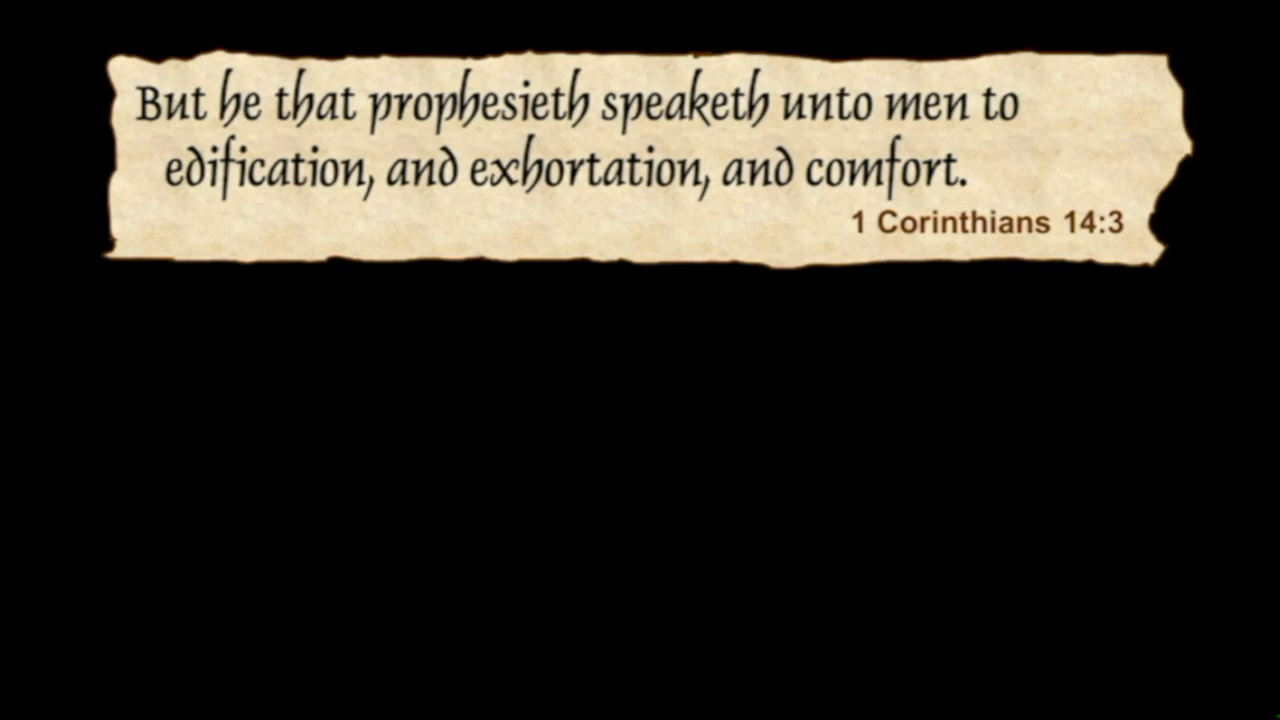 But he that prophesieth speaketh unto men to
edification, and exhortation, and comfort.
1 Corinthians 14:3